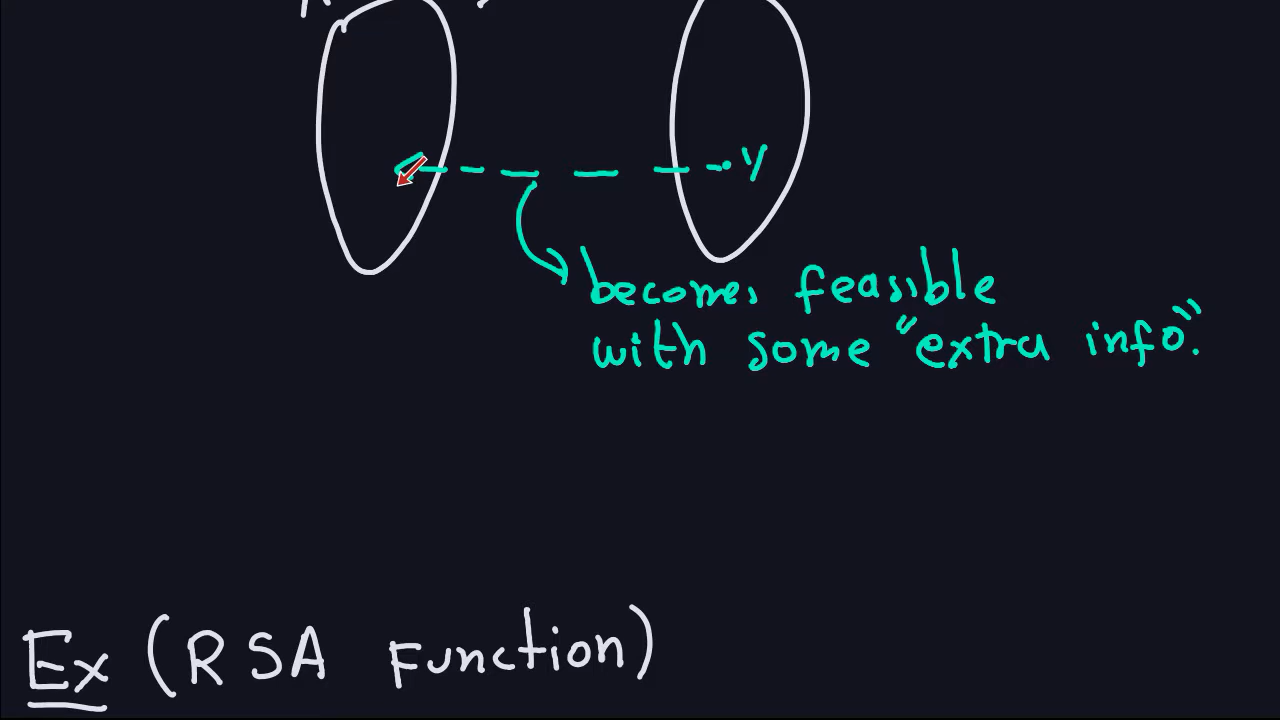 y
becomes feasible
with some "extra info".
Ex (RSA Function)